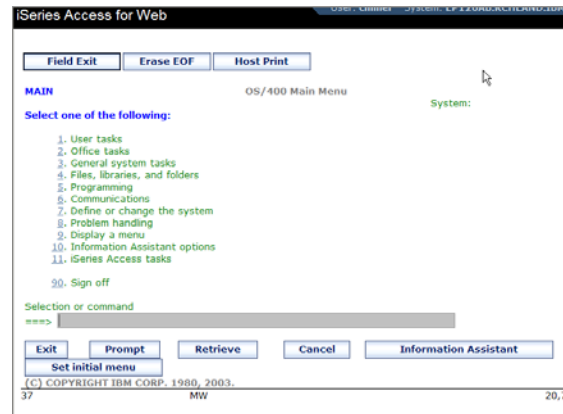 iSeries Access for Web
Field Exit Erase EOF Host Print
MAIN OS/400 Main Menu
System:
Select one of the following:
1. User tasks
2. Office tasks
3. General system tasks
4. Files, libraries, and folders
5. Programming
6. Communications
7. Define or change the system
8. Problem handling
9. Display a menu
10. Information Assistant options
11. iSeries Access tasks
90. Sign off
Selection or command
===>
Exit Prompt Retrieve Cancel Information Assistant
Set initial menu
(C) COPYRIGHT IBM CORP. 1980, 2003.
37 MW 20,